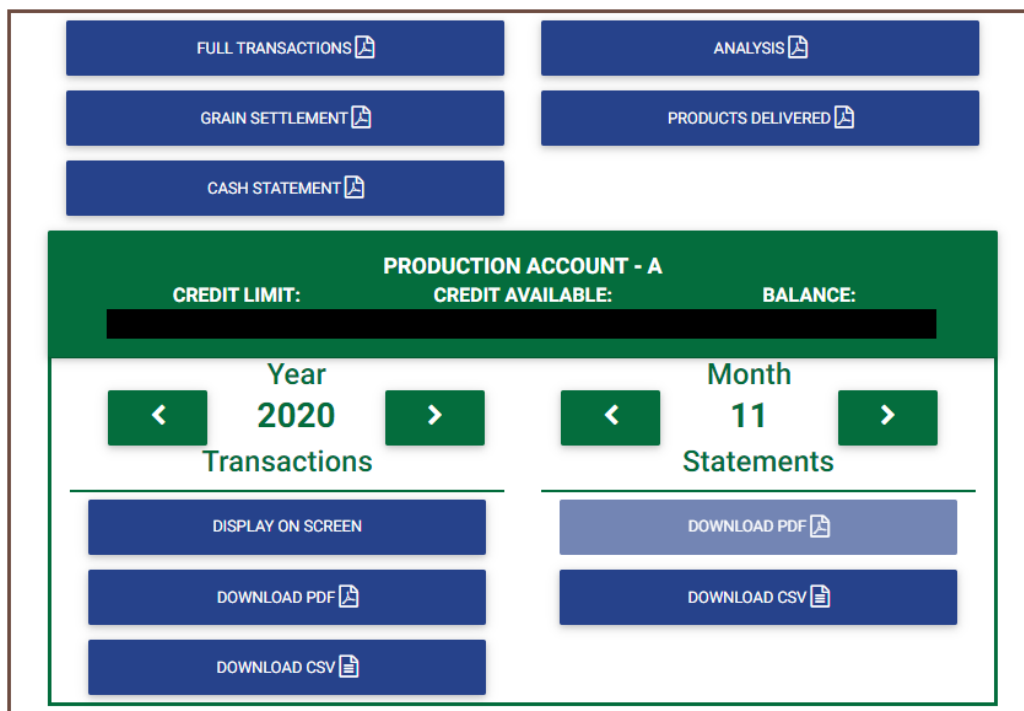 FULL TRANSACTIONS
ANALYSIS
GRAIN SETTLEMENT
PRODUCTS DELIVERED
CASH STATEMENT
PRODUCTION ACCOUNT - A
CREDIT LIMIT: CREDIT AVAILABLE: BALANCE:
Year
2020
Transactions
DISPLAY ON SCREEN
DOWNLOAD PDF
DOWNLOAD CSV
Month
11
Statements
DOWNLOAD PDF
DOWNLOAD CSV